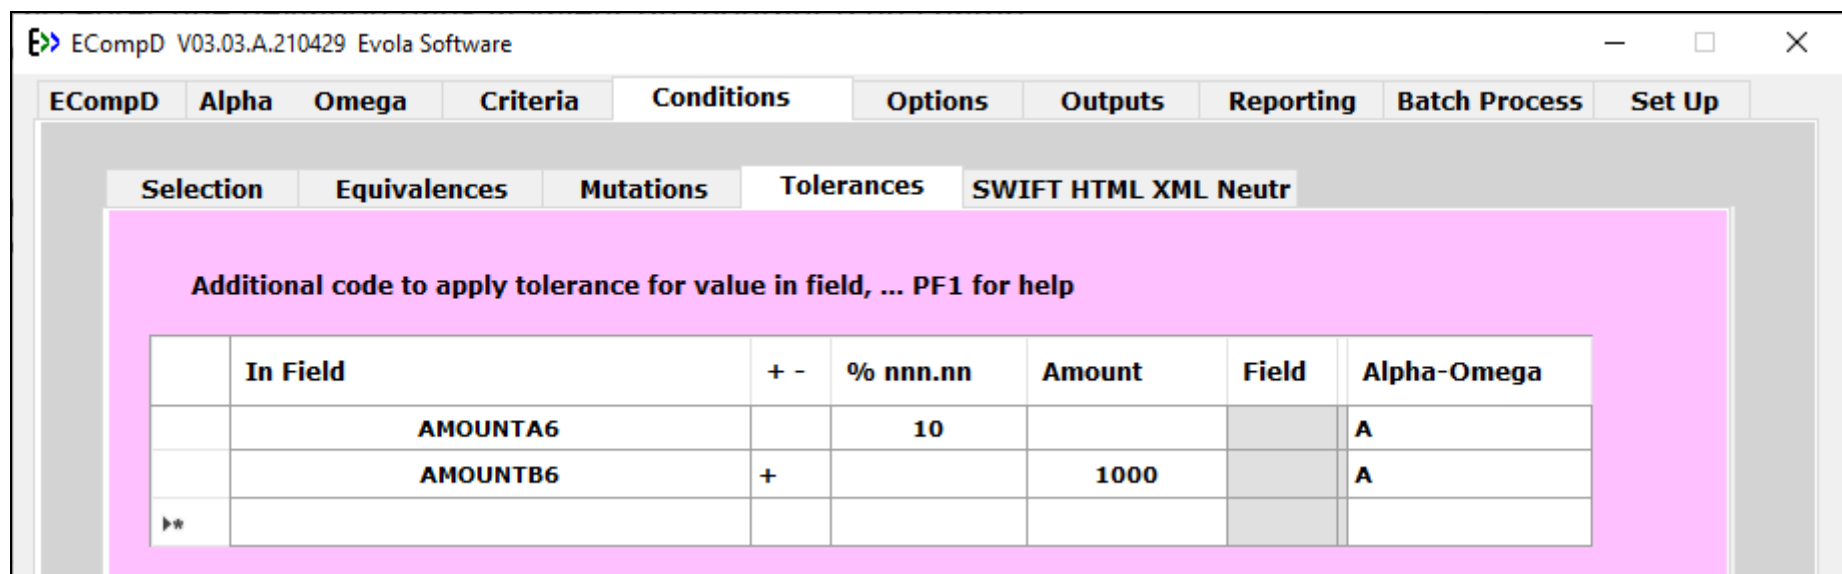 E>> ECompD V03.03.A.210429 Evola Software
ECompD Alpha Omega Criteria Conditions Options Outputs Reporting Batch Process Set Up
Selection Equivalences Mutations Tolerances SWIFT HTML XML Neutr
Additional code to apply tolerance for value in field, ... PF1 for help
In Field + - % nnn.nn Amount Field Alpha-Omega
AMOUNTA6 10 A
AMOUNTB6 + 1000 A